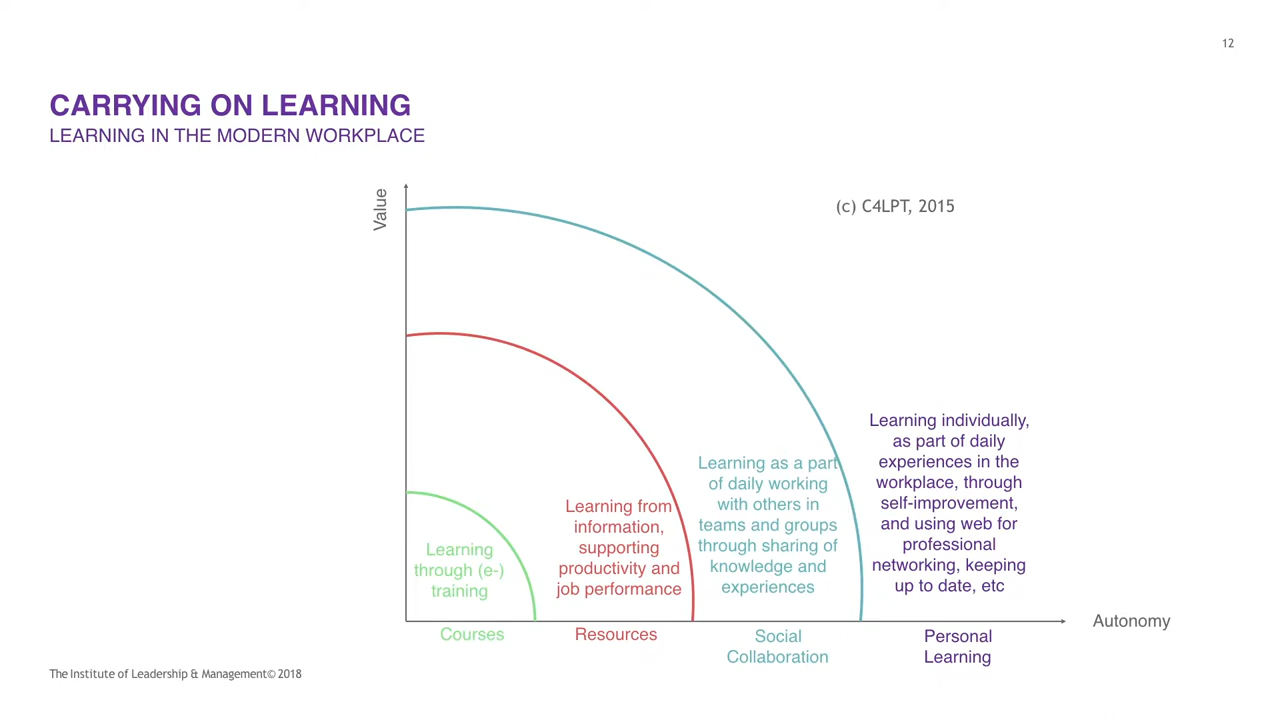 12
CARRYING ON LEARNING
LEARNING IN THE MODERN WORKPLACE
Value
(c) C4LPT, 2015
Learning
through (e-)
training
Learning from
information,
supporting
productivity and
job performance
Learning as a part
of daily working
with others in
teams and groups
through sharing of
knowledge and
experiences
Learning individually,
as part of daily
experiences in the
workplace, through
self-improvement,
and using web for
professional
networking, keeping
up to date, etc
Autonomy
Courses
Resources
Social
Collaboration
Personal
Learning
The Institute of Leadership & Management© 2018